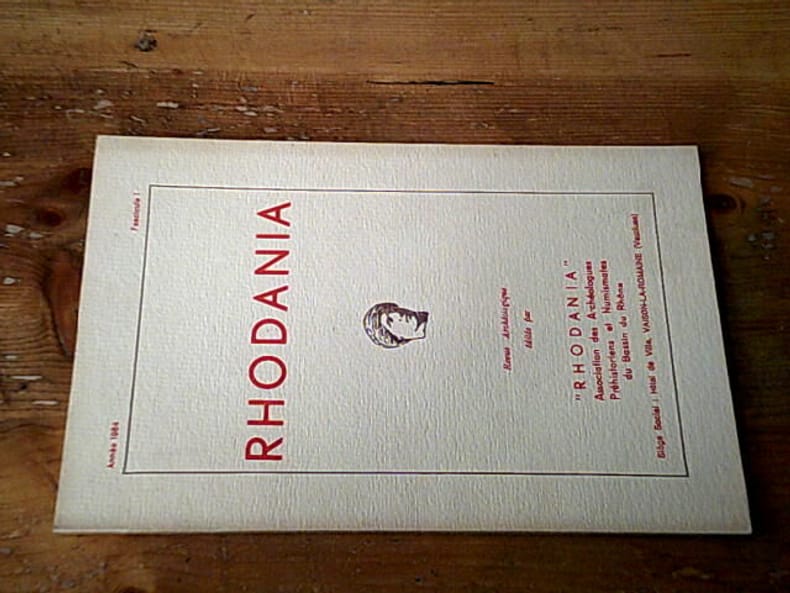 Année 1984
Fascicule 1
RHODANIA
Revue Archéologique
éditée par
"RHODANIA"
Association des Archéologues
Préhistoriens et Numismates
du Bassin du Rhône
Siège Social : Hôtel de Ville, VAISON-LA-ROMAINE (Vaucluse)